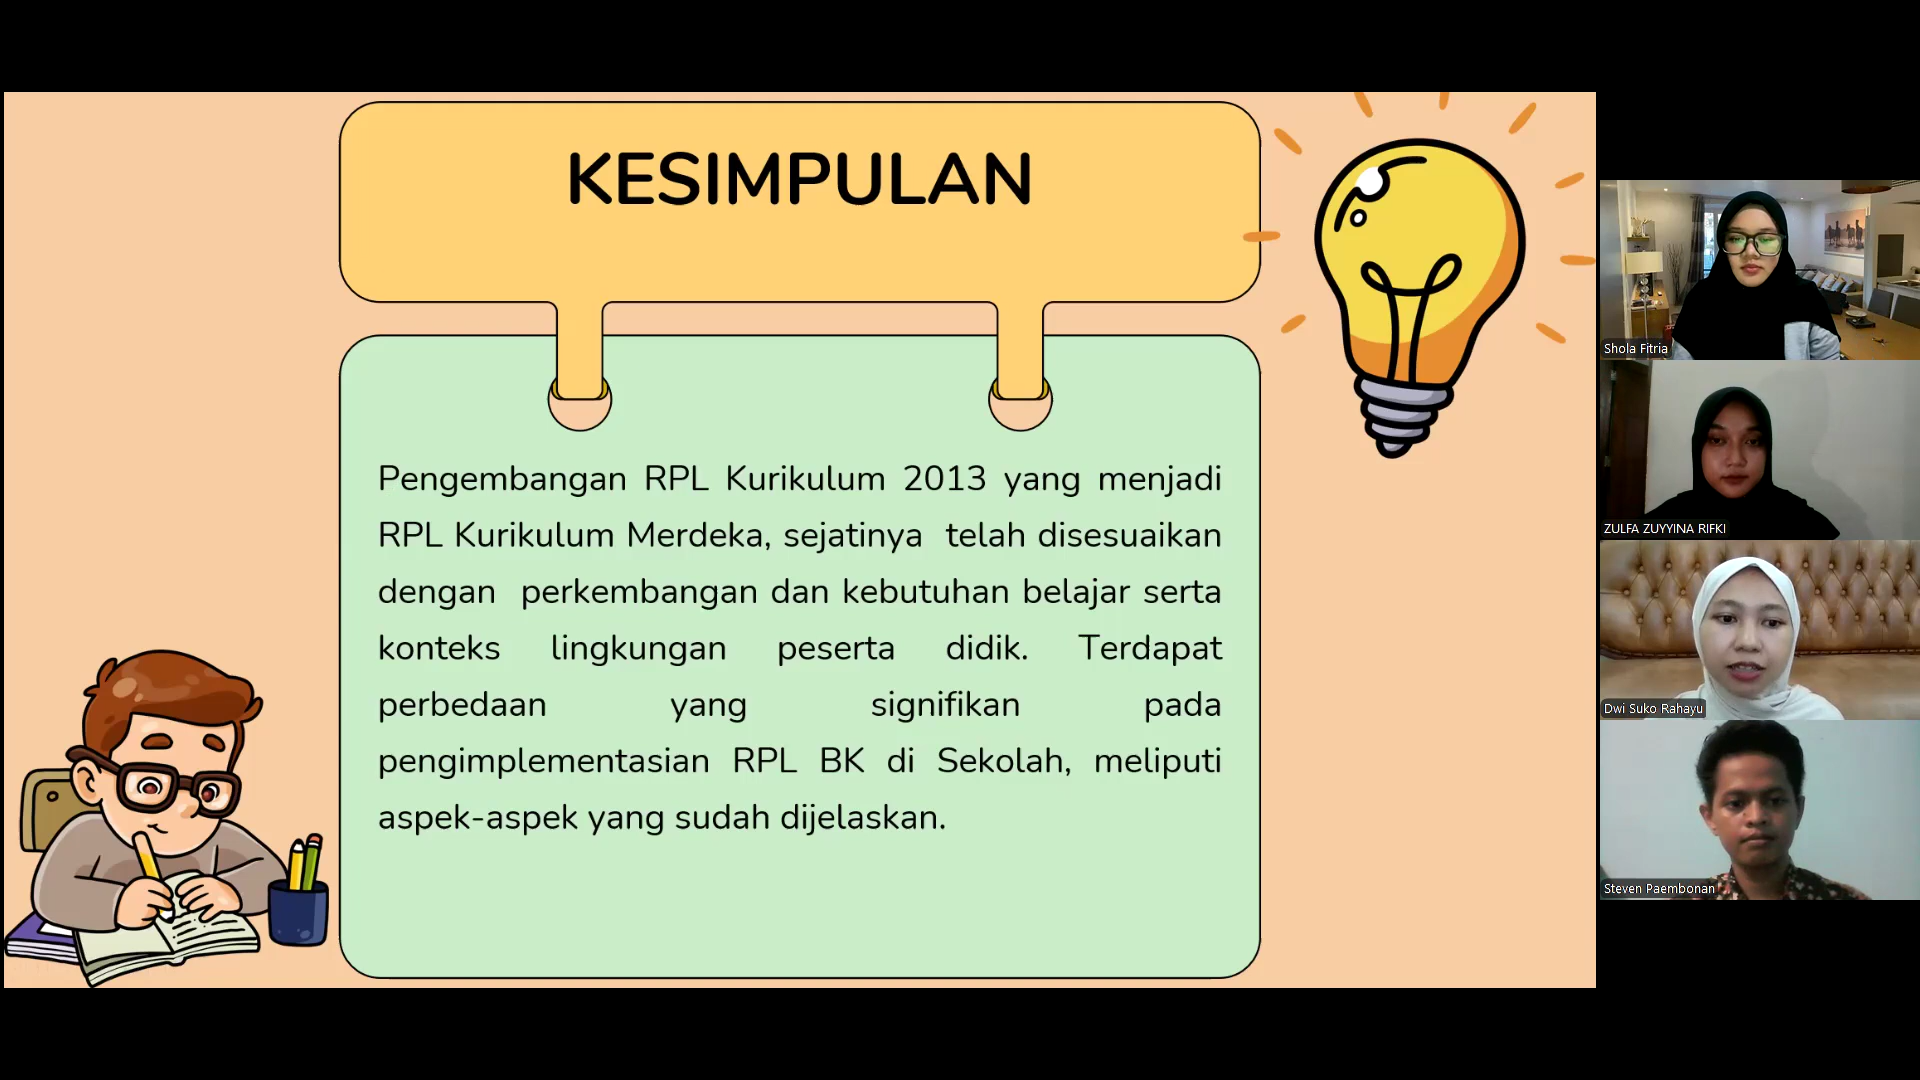 KESIMPULAN
Pengembangan RPL Kurikulum 2013 yang menjadi
RPL Kurikulum Merdeka, sejatinya telah disesuaikan
dengan perkembangan dan kebutuhan belajar serta
konteks lingkungan peserta didik. Terdapat
perbedaan yang signifikan pada
pengimplementasian RPL BK di Sekolah, meliputi
aspek-aspek yang sudah dijelaskan.
Shola Fitria
ZULFA ZUYYINA RIFKI
Dwi Suko Rahayu
Steven Paembonan